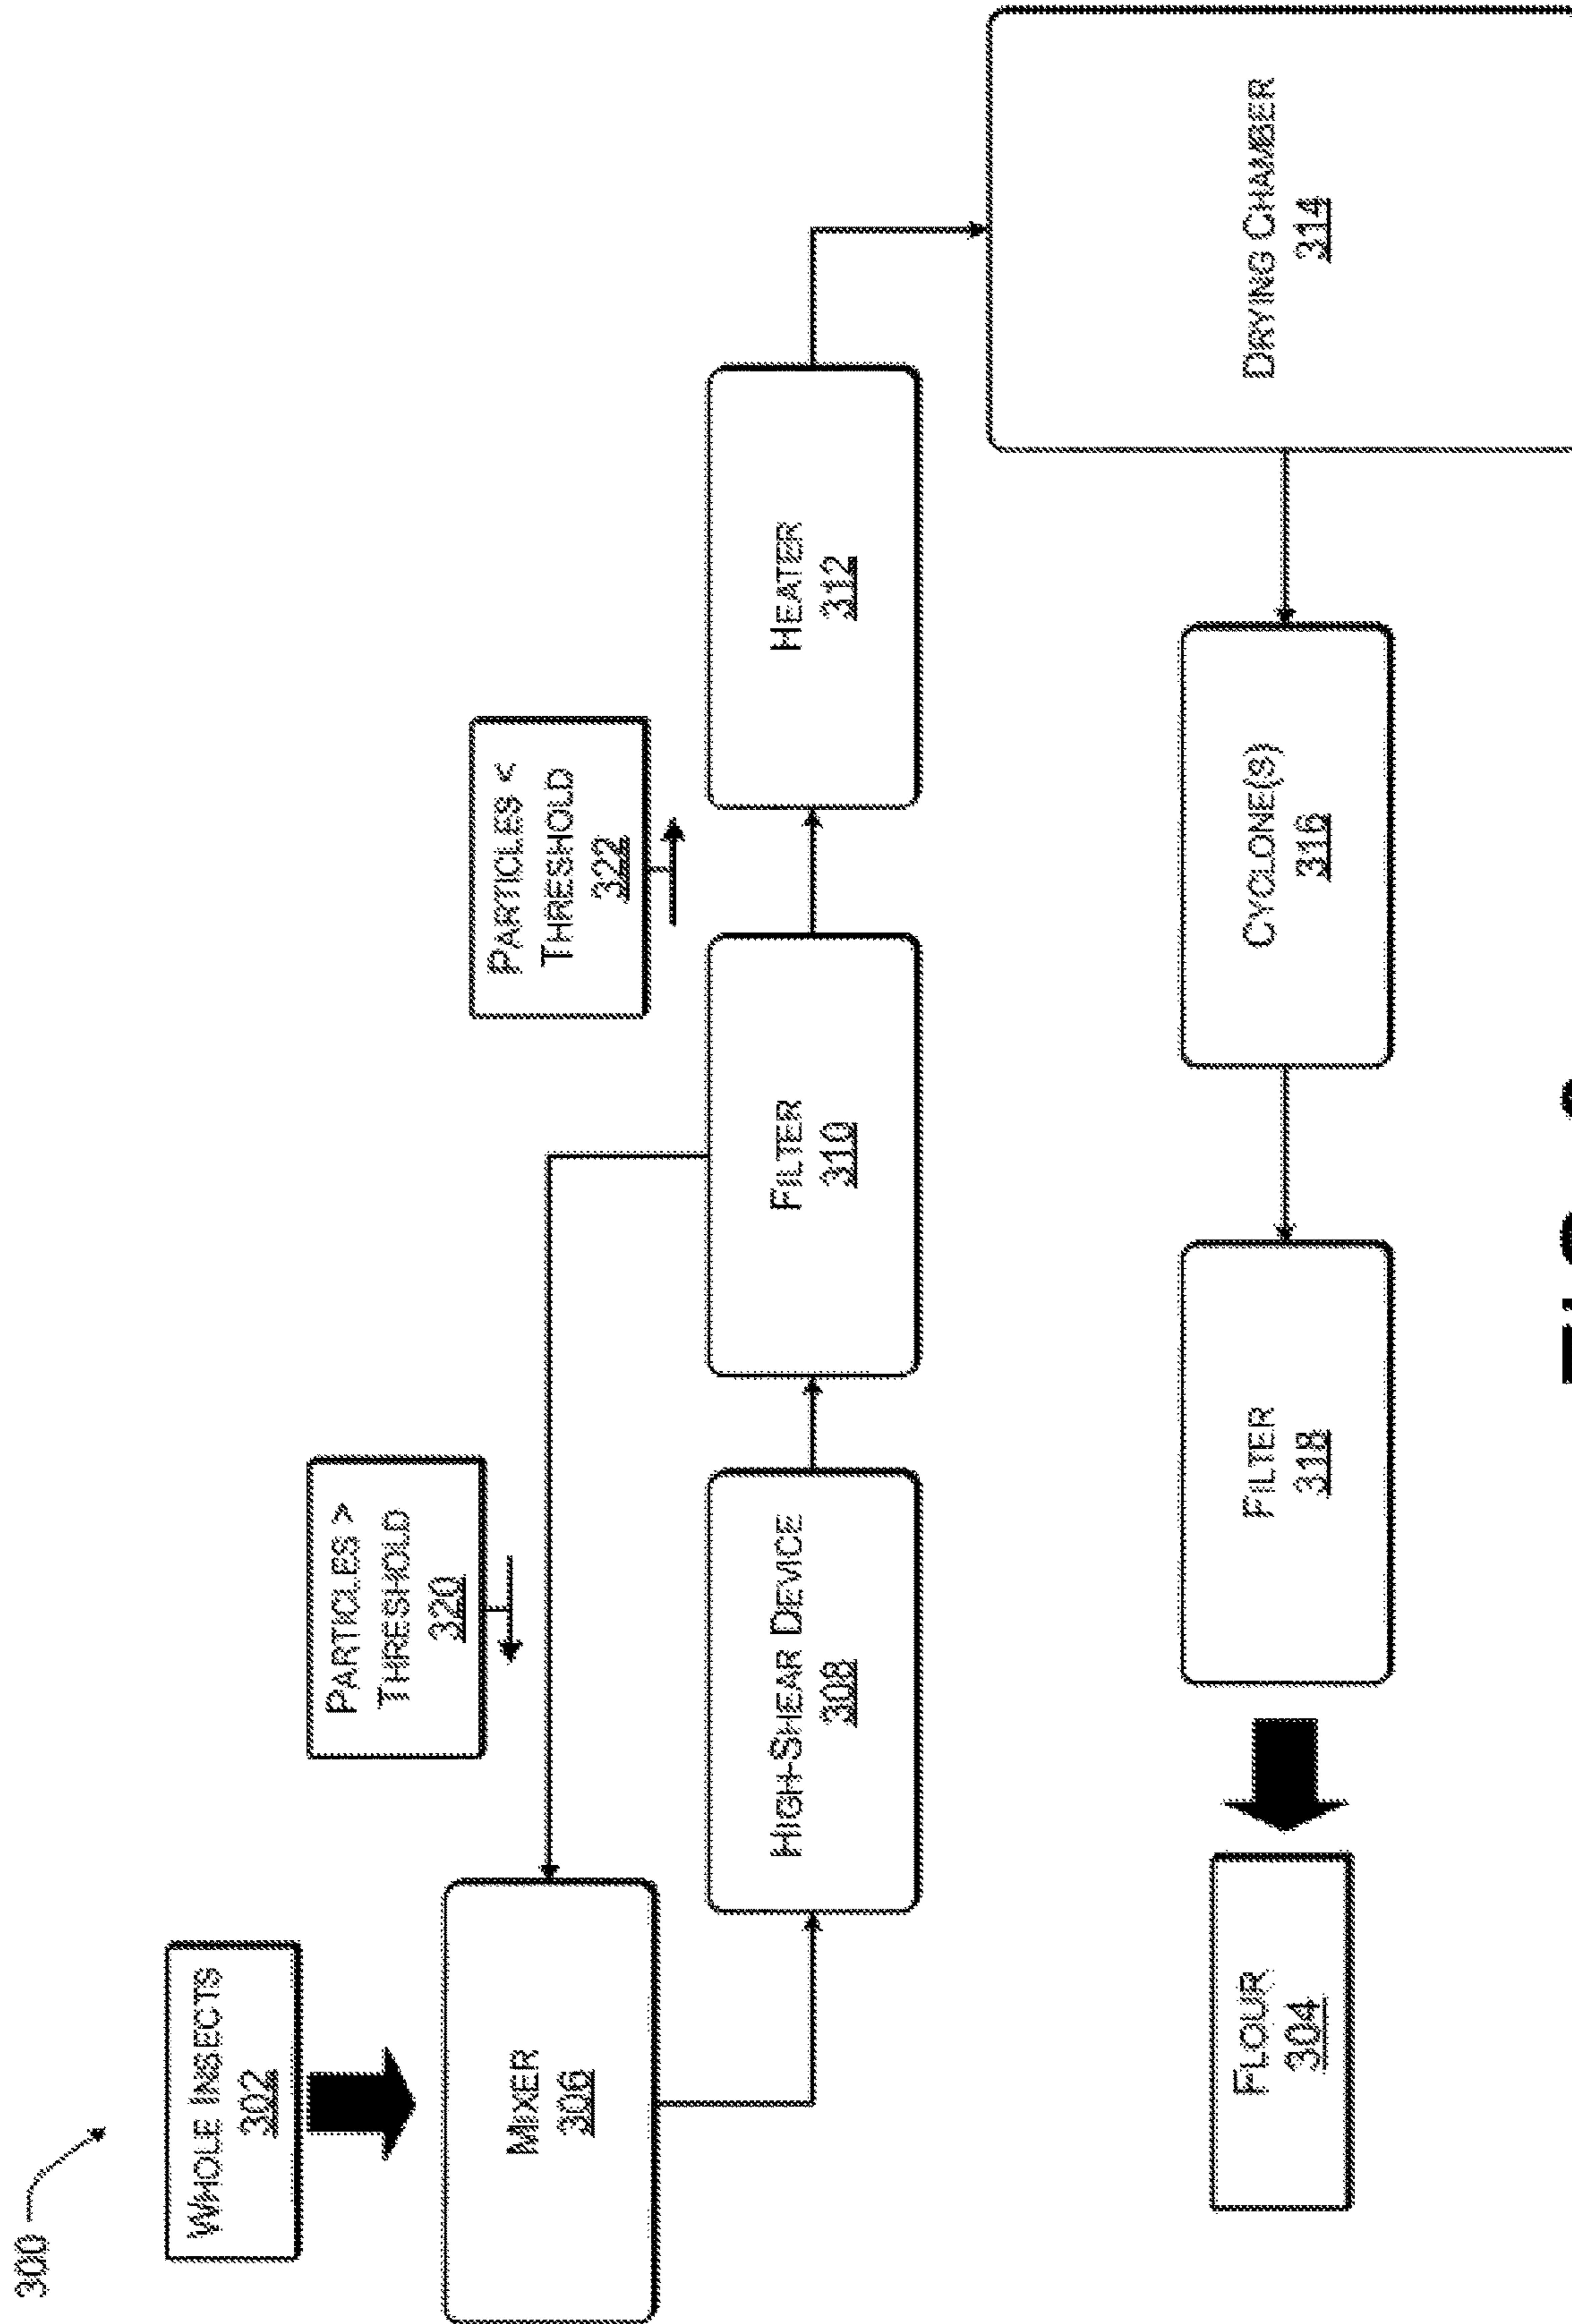 300
WHOLE INSECTS
302
PARTICLES >
THRESHOLD
320
PARTICLES <
THRESHOLD
322
MIXER
306
HIGH-SHEAR DEVICE
308
FILTER
310
HEATER
312
DRYING CHAMBER
314
CYCLONE(S)
316
FILTER
318
FLOUR
304